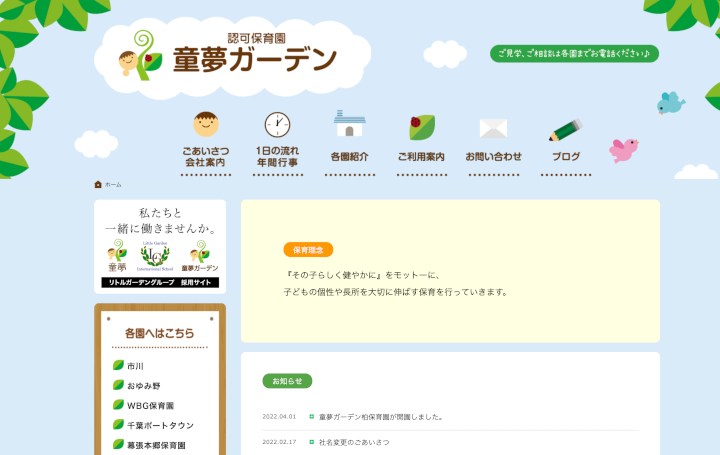 認可保育園
童夢ガーデン
ご見学、ご相談は各園までお電話ください♪
ごあいさつ
会社案内
1日の流れ
年間行事
各園紹介
ご利用案内
お問い合わせ
ブログ
ホーム
私たちと
一緒に働きませんか。
童夢
Little Garden
LG
International School
童夢ガーデン
リトルガーデングループ 採用サイト
各園へはこちら
市川
おゆみ野
WBG保育園
千葉ポートタウン
幕張本郷保育園
保育理念
『その子らしく健やかに』をモットーに、
子どもの個性や長所を大切に伸ばす保育を行っていきます。
お知らせ
2022.04.01 童夢ガーデン柏保育園が開園しました。
2022.02.17 社名変更のごあいさつ